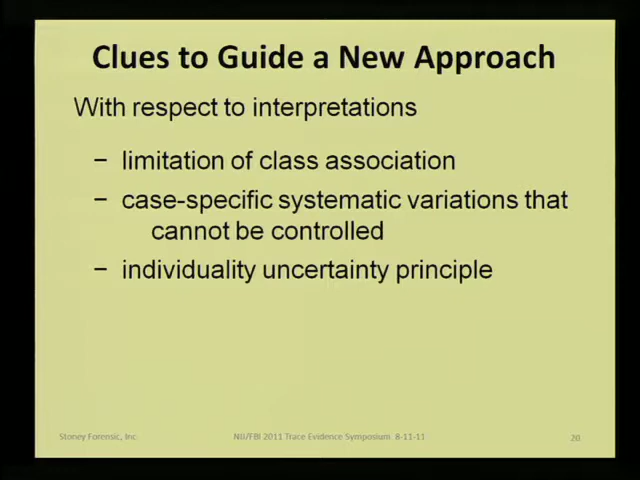 Clues to Guide a New Approach
With respect to interpretations
− limitation of class association
− case-specific systematic variations that
cannot be controlled
− individuality uncertainty principle
Stoney Forensic, Inc.
NIJ/FBI 2011 Trace Evidence Symposium 8-11-11
20